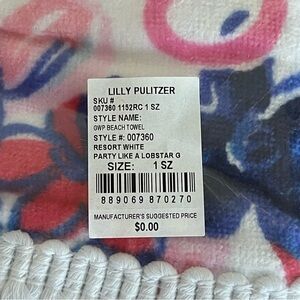 LILLY PULITZER
SKU #
007360 1152RC 1 SZ
STYLE NAME:
GWP BEACH TOWEL
STYLE #: 007360
RESORT WHITE
PARTY LIKE A LOBSTAR G
SIZE: 1 SZ
889069 870270
MANUFACTURER'S SUGGESTED PRICE
$0.00